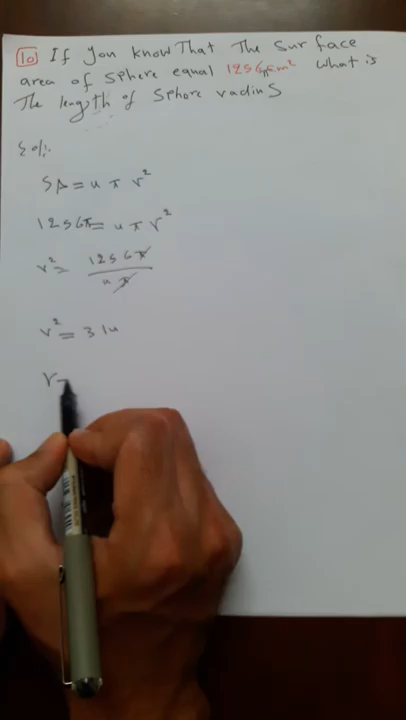 10 If you know That The Surface
area of sphere equal 1256π cm² what is
The length of sphere radius
Sol:
SA = 4 π r²
1256π = 4 π r²
r² = 1256π / 4π
r² = 314
r =